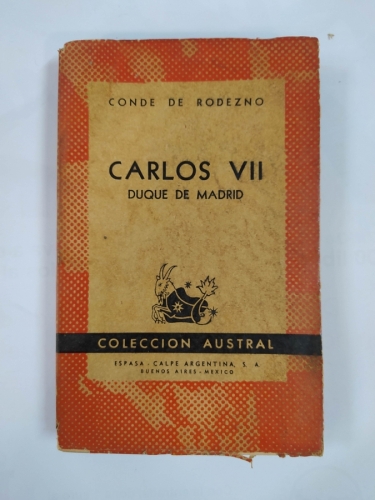 CONDE DE RODEZNO
CARLOS VII
DUQUE DE MADRID
COLECCION AUSTRAL
ESPASA - CALPE ARGENTINA, S. A.
BUENOS AIRES - MEXICO